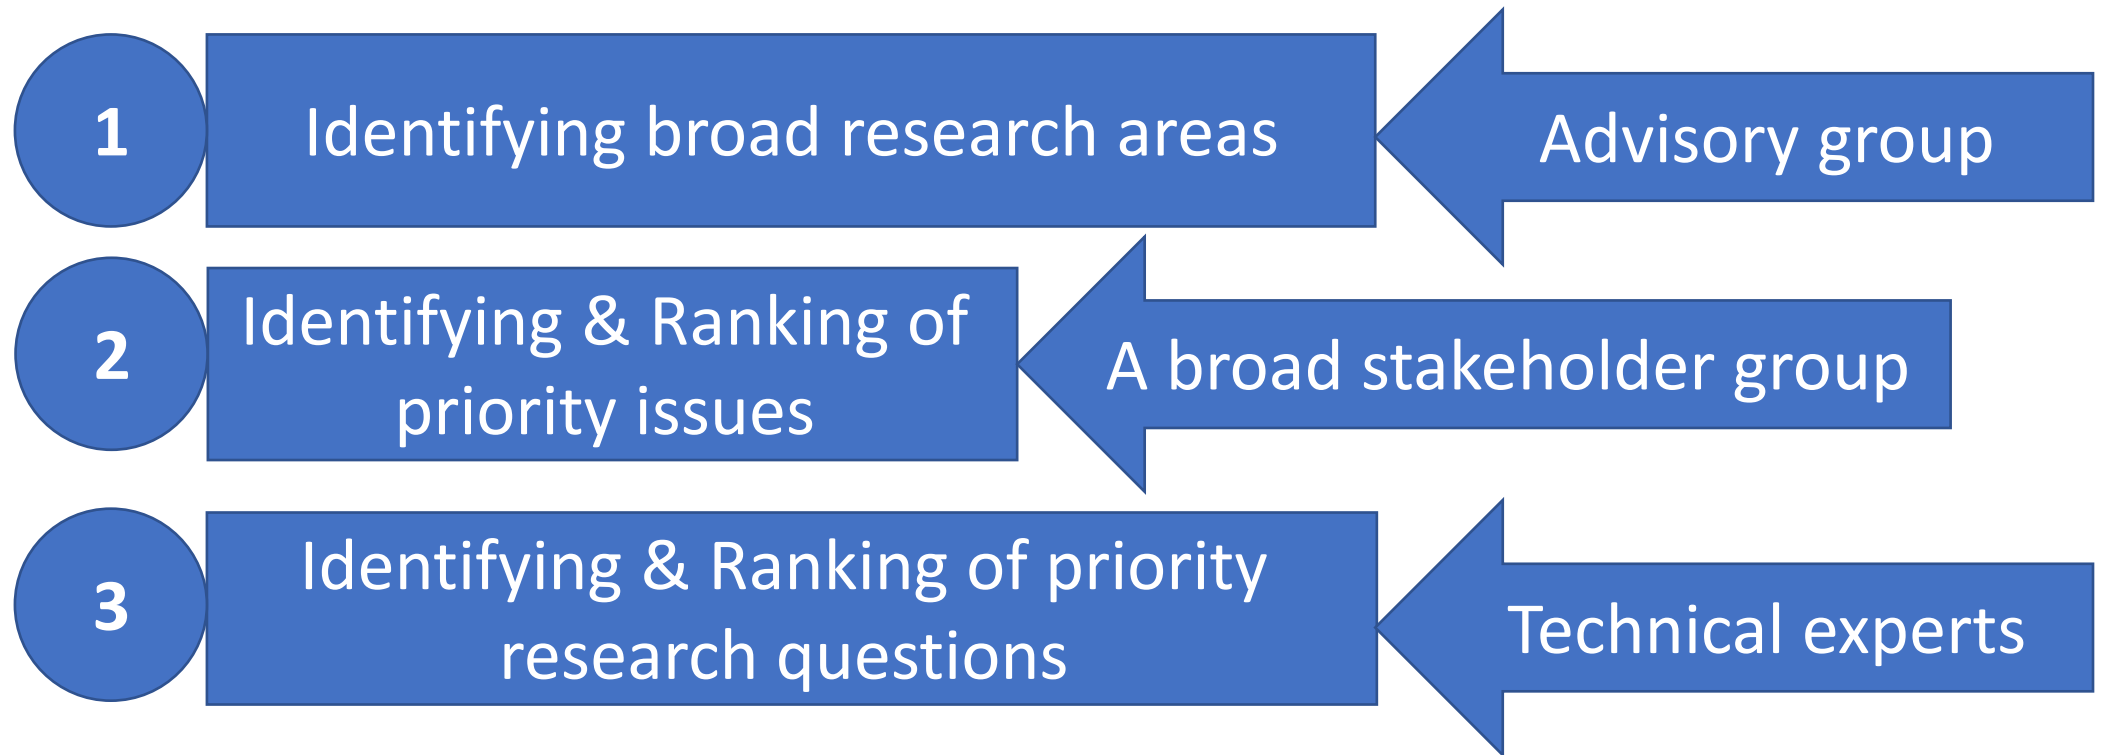 1
Identifying broad research areas
Advisory group
2
Identifying & Ranking of
priority issues
A broad stakeholder group
3
Identifying & Ranking of priority
research questions
Technical experts